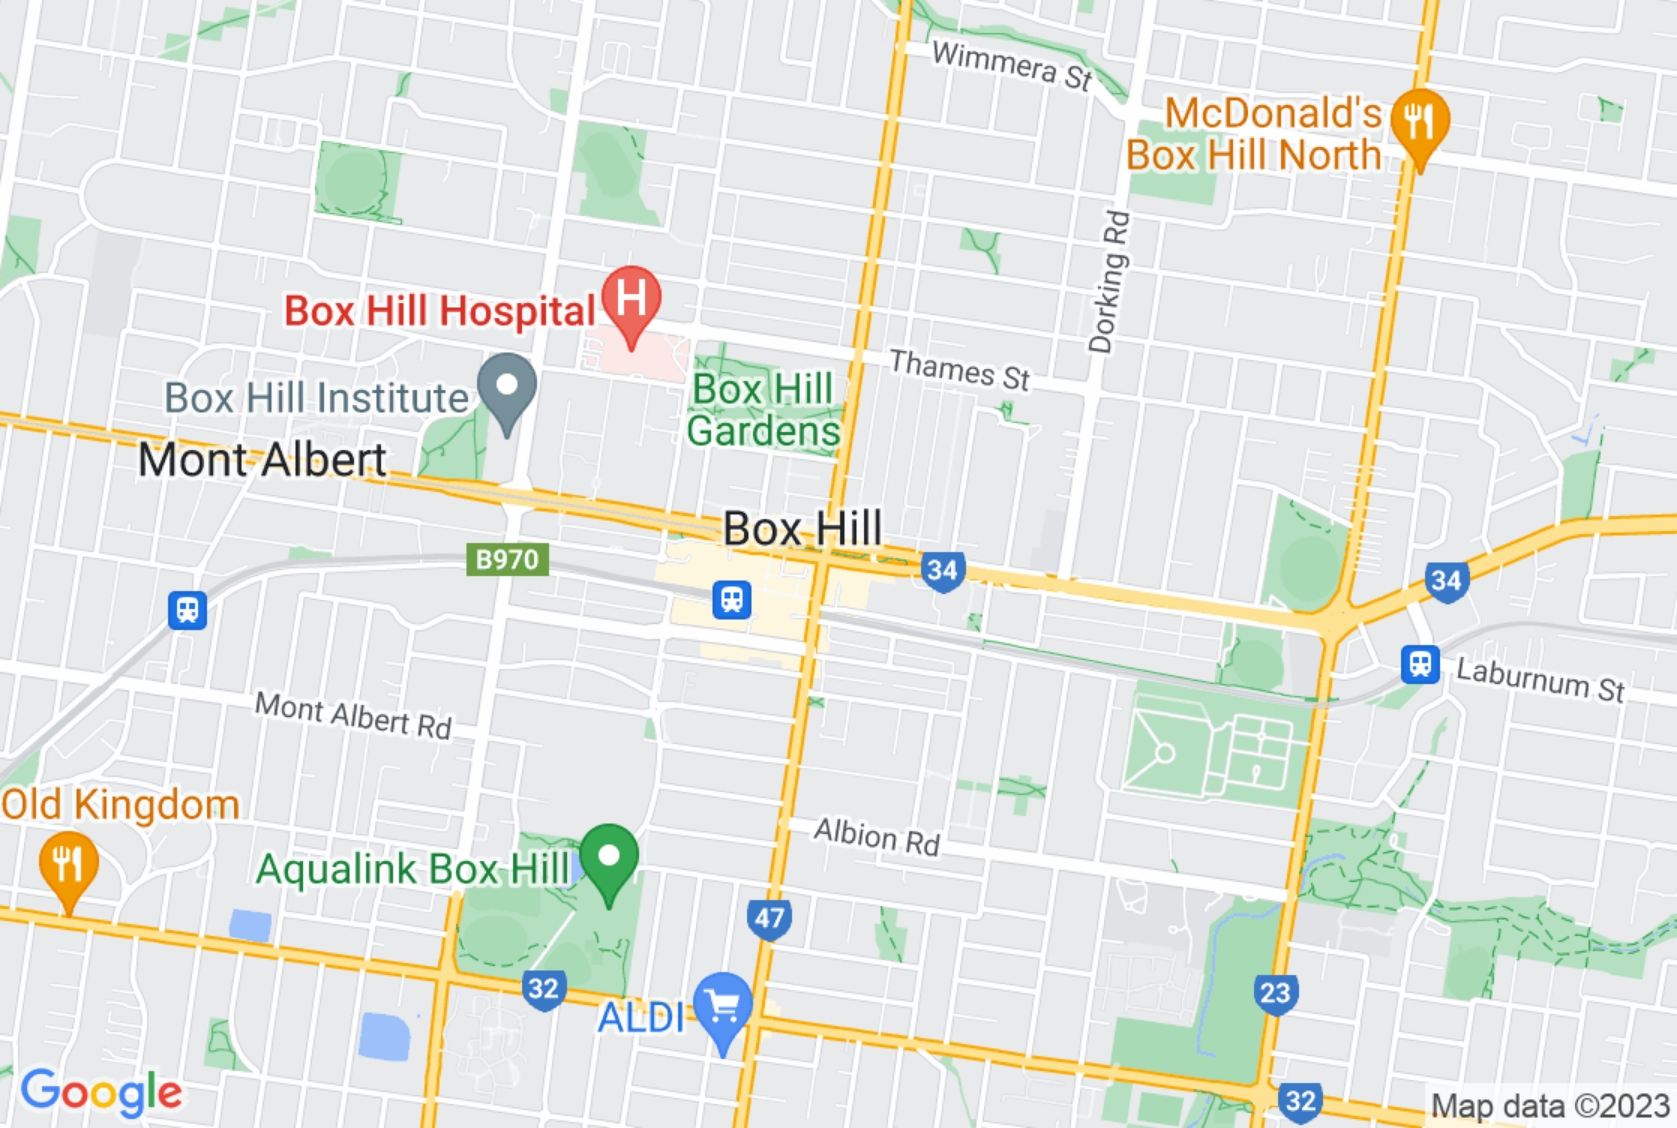 Wimmera St
McDonald's
Box Hill North
Dorking Rd
Box Hill Hospital
H
Thames St
Box Hill Institute
Box Hill
Gardens
Mont Albert
Box Hill
B970
34
34
Laburnum St
Mont Albert Rd
Old Kingdom
Albion Rd
Aqualink Box Hill
47
32
23
ALDI
Google
32
Map data ©2023